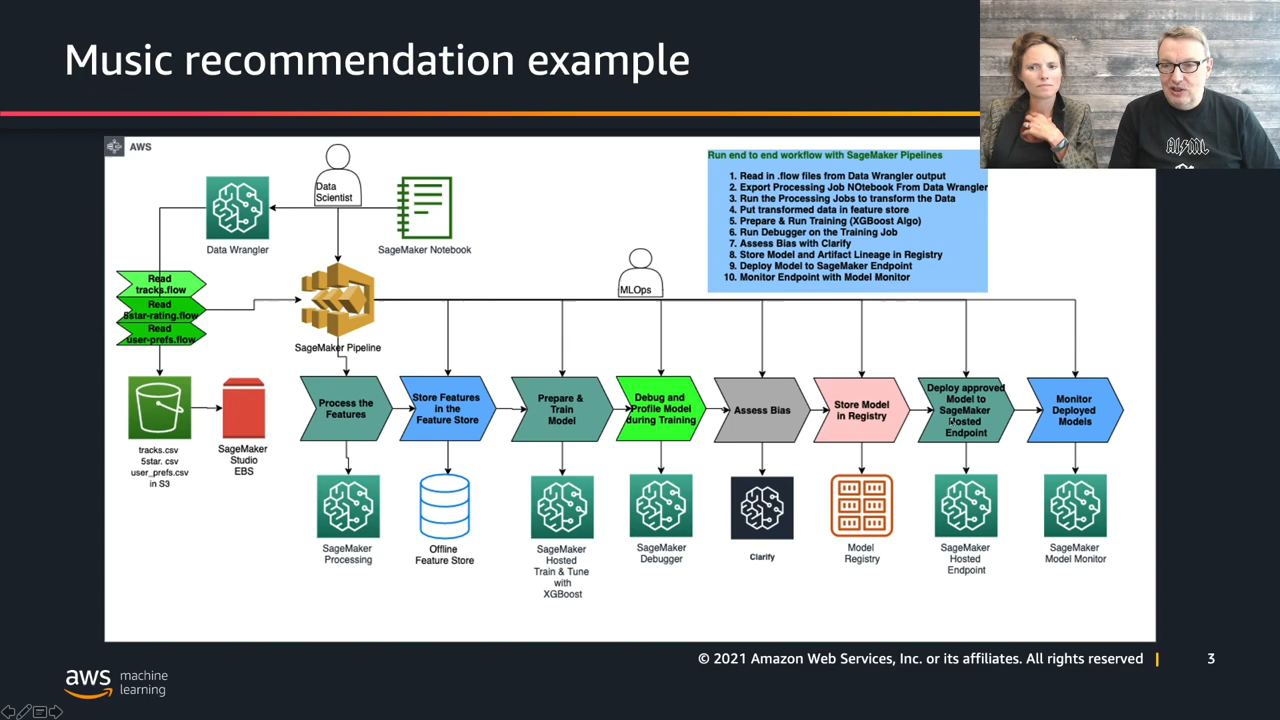 Music recommendation example
AWS
Data
Scientist
Data Wrangler
SageMaker Notebook
Run end to end workflow with SageMaker Pipelines
1. Read in .flow files from Data Wrangler output
2. Export Processing Job NOtebook From Data Wrangler
3. Run the Processing Jobs to transform the Data
4. Put transformed data in feature store
5. Prepare & Run Training (XGBoost Algo)
6. Run Debugger on the Training Job
7. Assess Bias with Clarify
8. Store Model and Artifact Lineage in Registry
9. Deploy Model to SageMaker Endpoint
10. Monitor Endpoint with Model Monitor
Read
tracks.flow
Read
5star-rating.flow
Read
user-prefs.flow
MLOps
SageMaker Pipeline
tracks.csv
5star. csv
user_prefs.csv
in S3
SageMaker
Studio
EBS
Process the
Features
Store Features
in the
Feature Store
Prepare &
Train
Model
Debug and
Profile Model
during Training
Assess Bias
Store Model
in Registry
Deploy approved
Model to
SageMaker
Hosted
Endpoint
Monitor
Deployed
Models
SageMaker
Processing
Offline
Feature Store
SageMaker
Hosted
Train & Tune
with
XGBoost
SageMaker
Debugger
Clarify
Model
Registry
SageMaker
Hosted
Endpoint
SageMaker
Model Monitor
AI/ML
© 2021 Amazon Web Services, Inc. or its affiliates. All rights reserved
3
aws
machine
learning